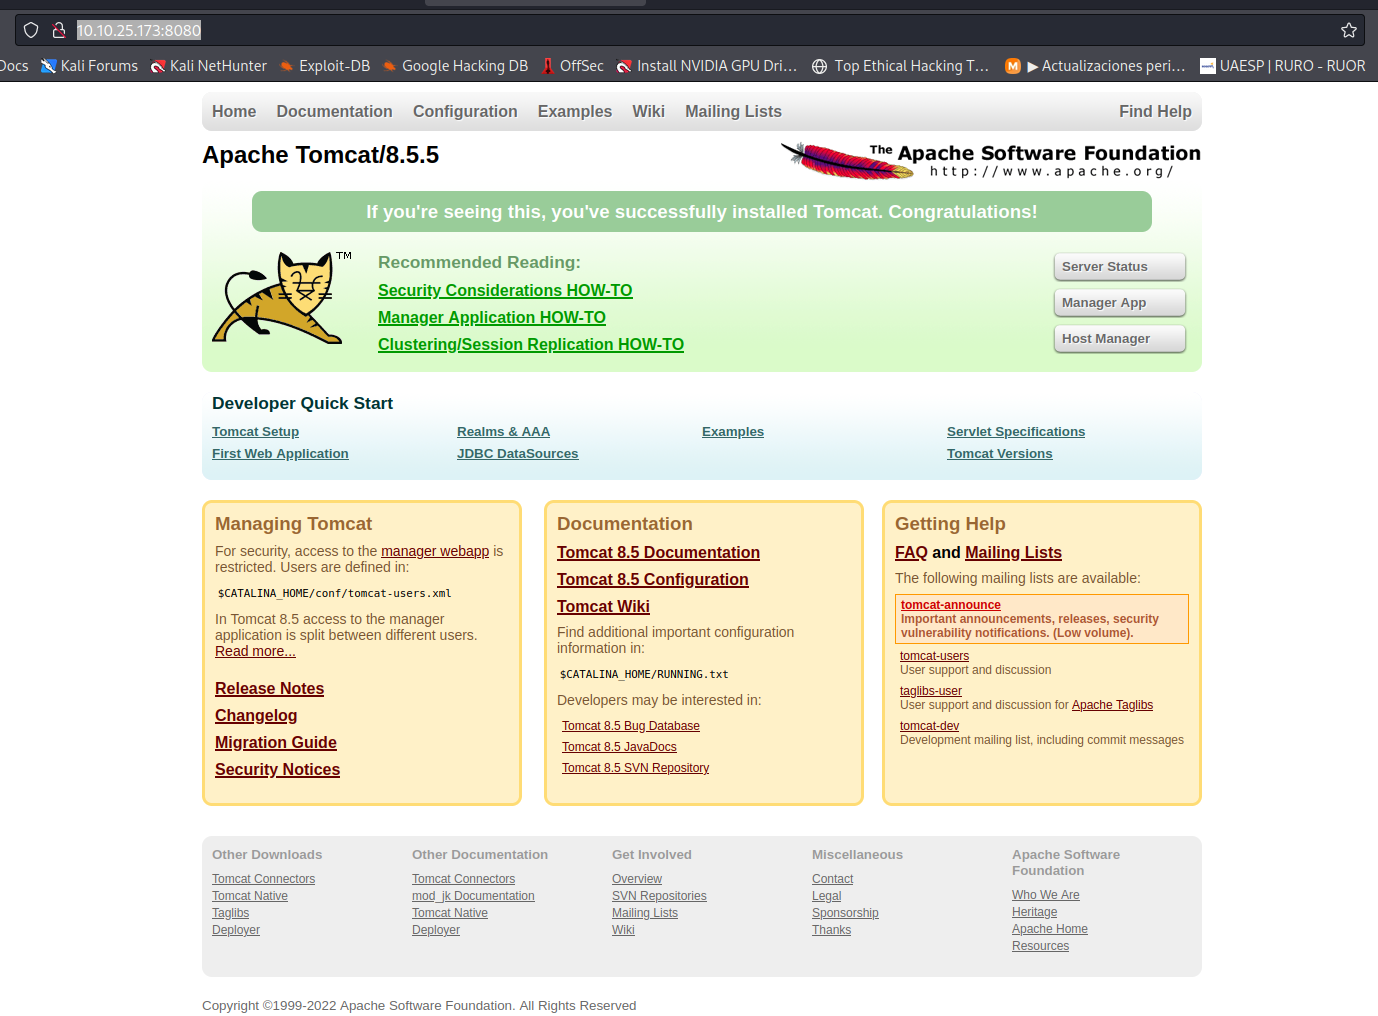 10.10.25.173:8080
Docs Kali Forums Kali NetHunter Exploit-DB Google Hacking DB OffSec Install NVIDIA GPU Dri… Top Ethical Hacking T… M ▶ Actualizaciones peri… UAESP | RURO - RUOR
Home Documentation Configuration Examples Wiki Mailing Lists Find Help
Apache Tomcat/8.5.5
The Apache Software Foundation
http://www.apache.org/
If you're seeing this, you've successfully installed Tomcat. Congratulations!
TM
Recommended Reading:
Security Considerations HOW-TO
Manager Application HOW-TO
Clustering/Session Replication HOW-TO
Server Status
Manager App
Host Manager
Developer Quick Start
Tomcat Setup
First Web Application
Realms & AAA
JDBC DataSources
Examples
Servlet Specifications
Tomcat Versions
Managing Tomcat
For security, access to the manager webapp is
restricted. Users are defined in:
$CATALINA_HOME/conf/tomcat-users.xml
In Tomcat 8.5 access to the manager
application is split between different users.
Read more...
Release Notes
Changelog
Migration Guide
Security Notices
Documentation
Tomcat 8.5 Documentation
Tomcat 8.5 Configuration
Tomcat Wiki
Find additional important configuration
information in:
$CATALINA_HOME/RUNNING.txt
Developers may be interested in:
Tomcat 8.5 Bug Database
Tomcat 8.5 JavaDocs
Tomcat 8.5 SVN Repository
Getting Help
FAQ and Mailing Lists
The following mailing lists are available:
tomcat-announce
Important announcements, releases, security
vulnerability notifications. (Low volume).
tomcat-users
User support and discussion
taglibs-user
User support and discussion for Apache Taglibs
tomcat-dev
Development mailing list, including commit messages
Other Downloads
Tomcat Connectors
Tomcat Native
Taglibs
Deployer
Other Documentation
Tomcat Connectors
mod_jk Documentation
Tomcat Native
Deployer
Get Involved
Overview
SVN Repositories
Mailing Lists
Wiki
Miscellaneous
Contact
Legal
Sponsorship
Thanks
Apache Software
Foundation
Who We Are
Heritage
Apache Home
Resources
Copyright ©1999-2022 Apache Software Foundation. All Rights Reserved